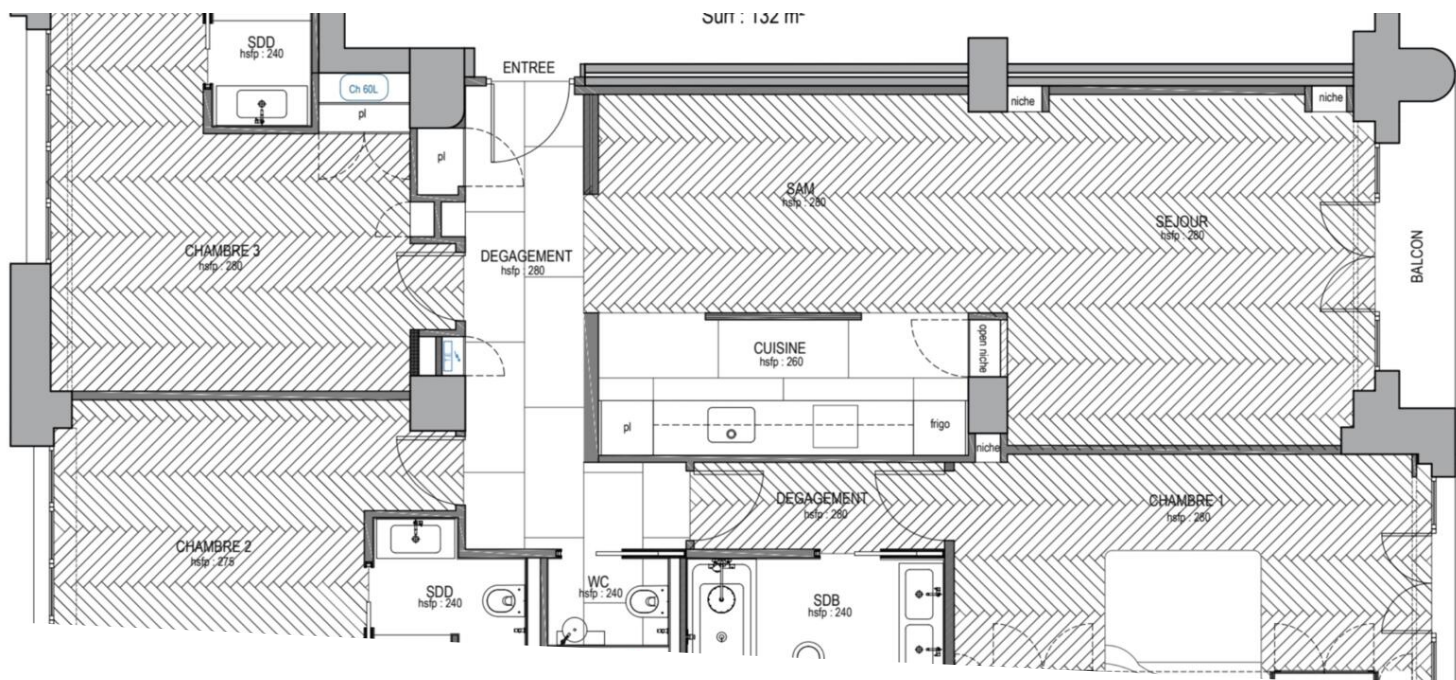 Surf : 132 m²
SDD
hsfp : 240
ENTREE
Ch 60L
pl
niche
niche
pl
SAM
hsfp : 280
SEJOUR
hsfp : 280
CHAMBRE 3
hsfp : 280
DEGAGEMENT
hsfp : 280
BALCON
CUISINE
hsfp : 260
open niche
pl
frigo
niche
DEGAGEMENT
hsfp : 280
CHAMBRE 1
hsfp : 280
CHAMBRE 2
hsfp : 275
SDD
hsfp : 240
WC
hsfp : 240
SDB
hsfp : 240